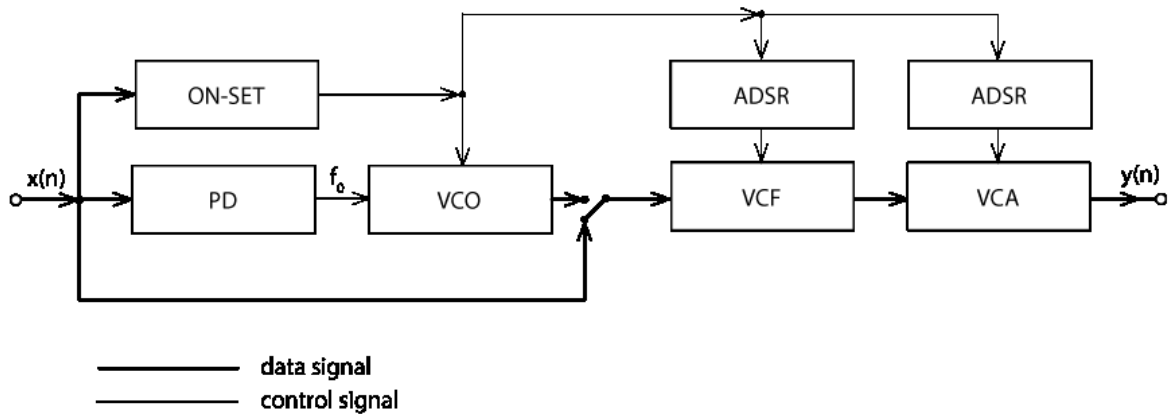 ON-SET
ADSR
ADSR
x(n)
PD
f₀
VCO
VCF
VCA
y(n)
data signal
control signal